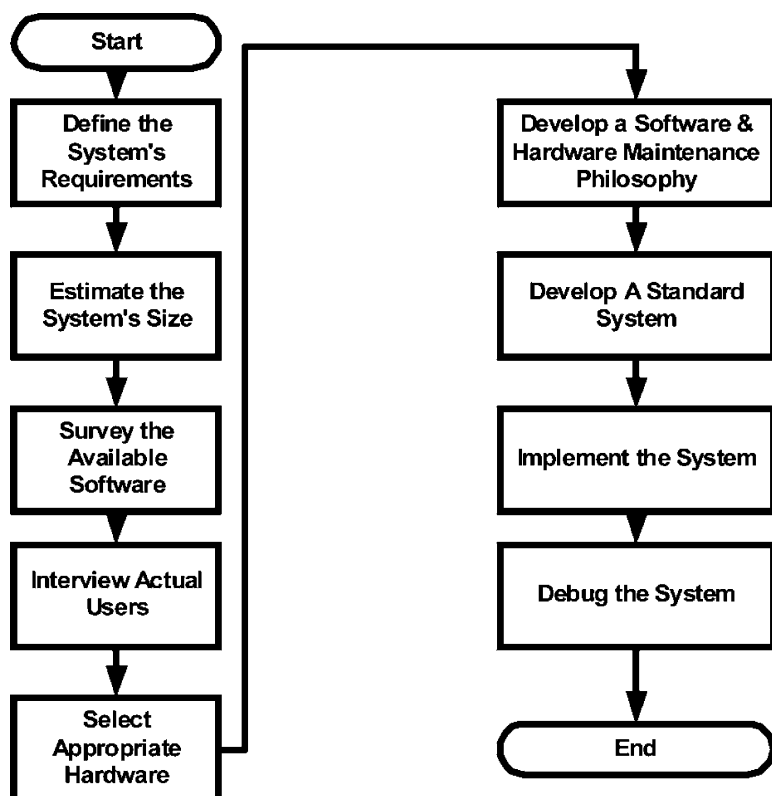 Start
Define the
System's
Requirements
Estimate the
System's Size
Survey the
Available
Software
Interview Actual
Users
Select
Appropriate
Hardware
Develop a Software &
Hardware Maintenance
Philosophy
Develop A Standard
System
Implement the System
Debug the System
End